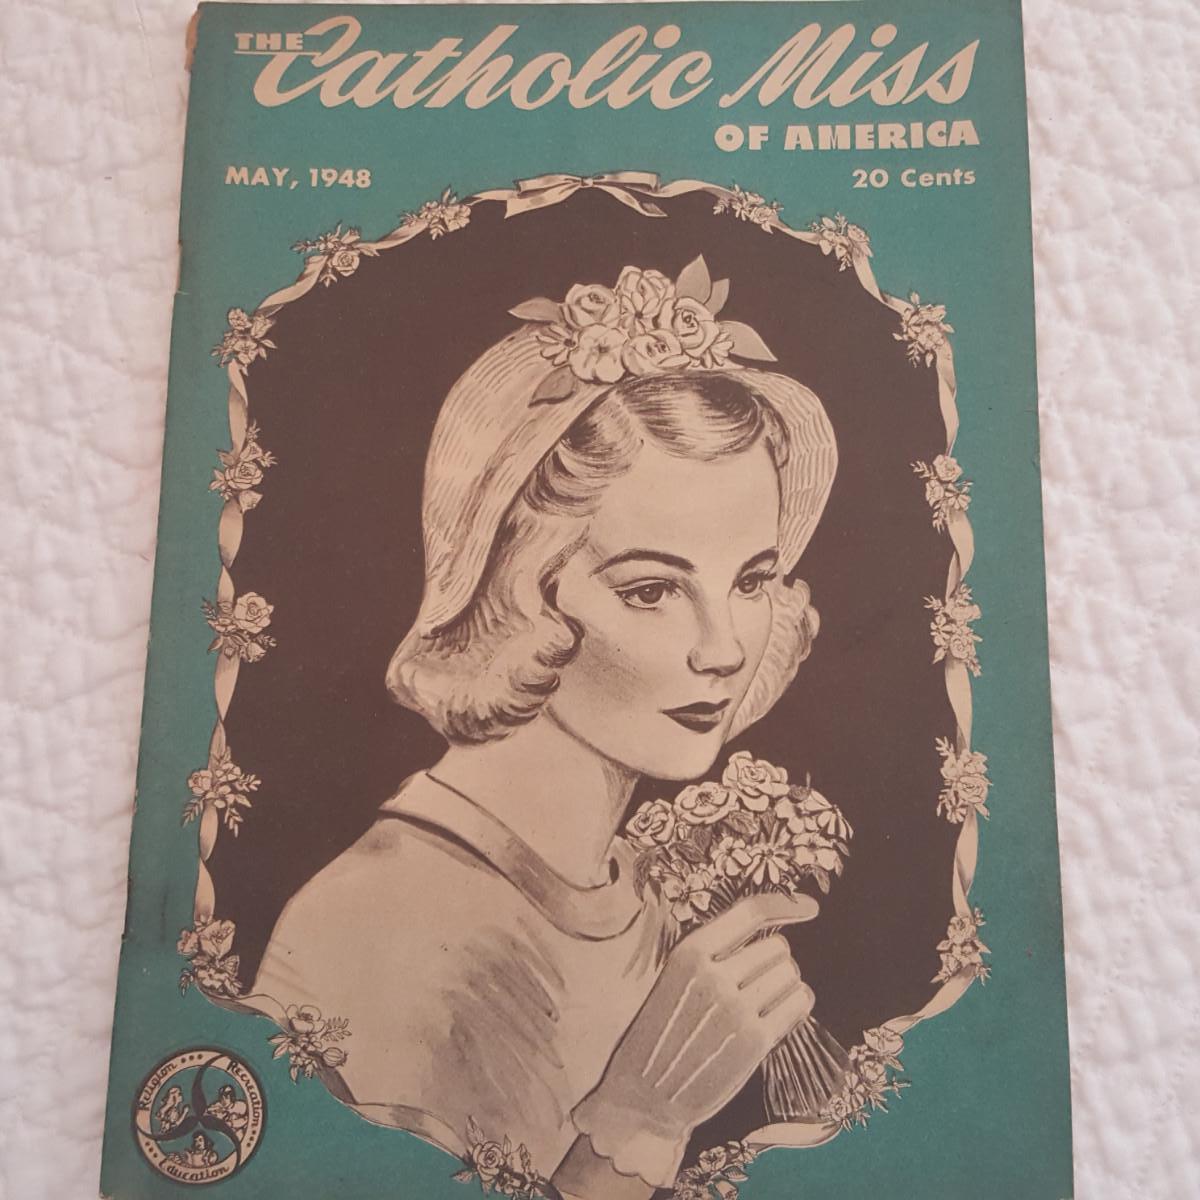 THE Catholic Miss
OF AMERICA
MAY, 1948
20 Cents
Religion
Recreation
Education